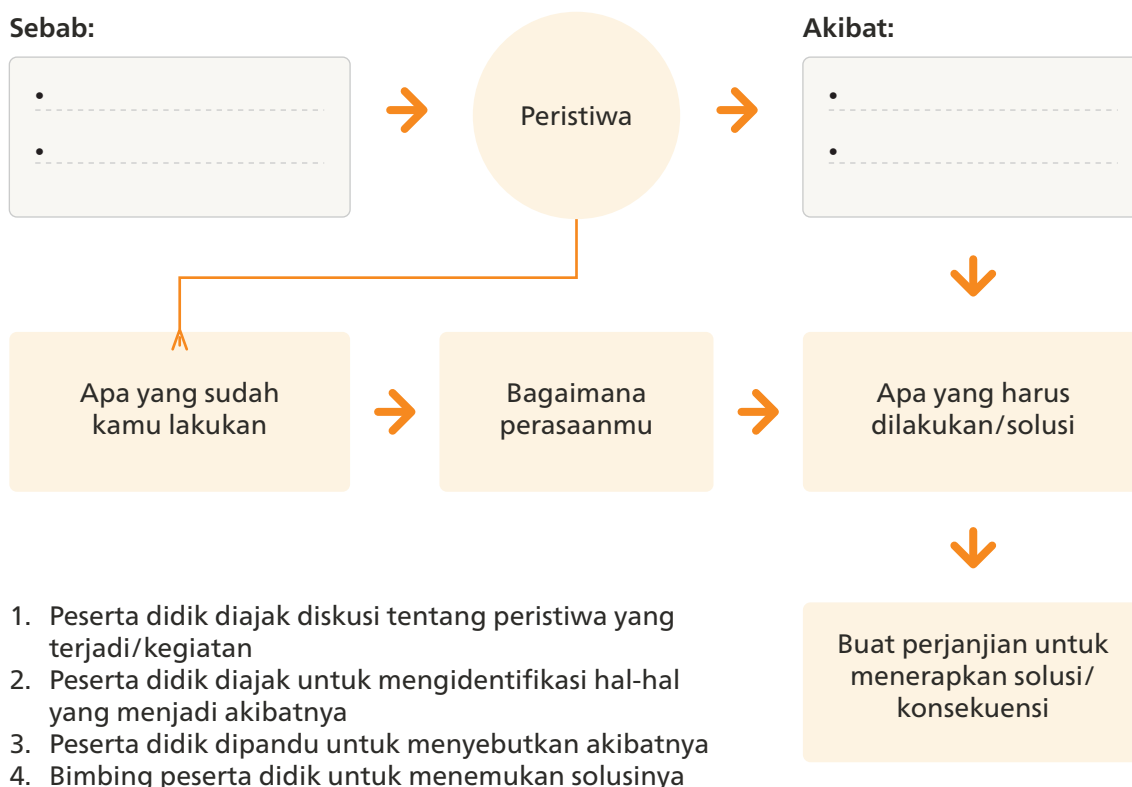 Sebab:
Akibat:
•
•
Peristiwa
•
•
Apa yang sudah
kamu lakukan
Bagaimana
perasaanmu
Apa yang harus
dilakukan/solusi
1. Peserta didik diajak diskusi tentang peristiwa yang
terjadi/kegiatan
2. Peserta didik diajak untuk mengidentifikasi hal-hal
yang menjadi akibatnya
3. Peserta didik dipandu untuk menyebutkan akibatnya
4. Bimbing peserta didik untuk menemukan solusinya
Buat perjanjian untuk
menerapkan solusi/
konsekuensi